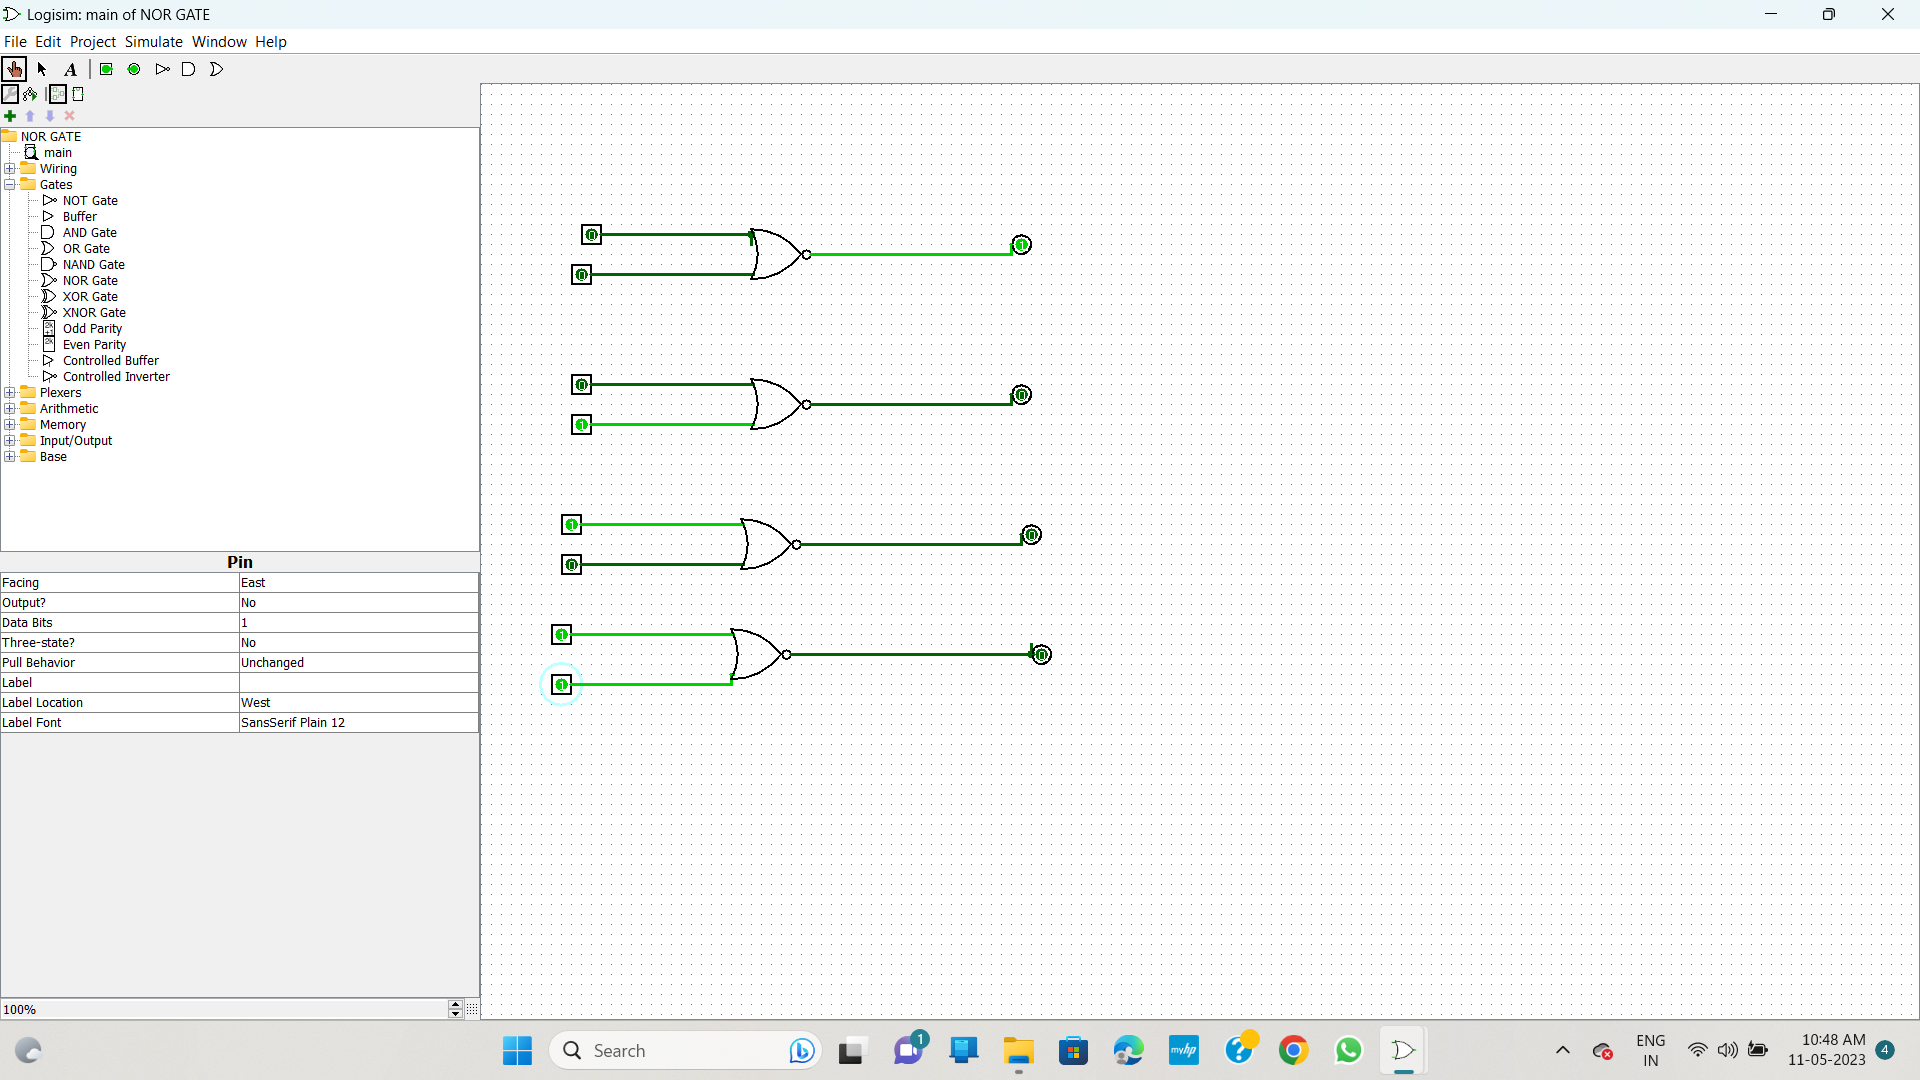 Logisim: main of NOR GATE
File Edit Project Simulate Window Help
A
NOR GATE
main
Wiring
Gates
NOT Gate
Buffer
AND Gate
OR Gate
NAND Gate
NOR Gate
XOR Gate
XNOR Gate
Odd Parity
Even Parity
Controlled Buffer
Controlled Inverter
Plexers
Arithmetic
Memory
Input/Output
Base
0
0
1
0
1
0
1
0
0
1
1
0
Pin
Facing East
Output? No
Data Bits 1
Three-state? No
Pull Behavior Unchanged
Label
Label Location West
Label Font SansSerif Plain 12
100%
Search
1
myhp
ENG
IN
10:48 AM
11-05-2023
4